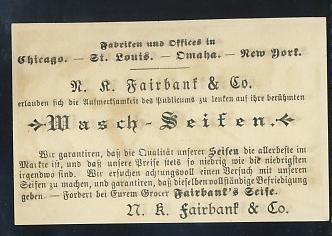 Fabriken und Offices in
Chicago. — St. Louis. — Omaha. — New York.
N. K. Fairbank & Co.
erlauben sich die Aufmerksamkeit des Publicums zu lenken auf ihre berühmten
Wasch-Seifen.
Wir garantiren, daß die Qualität unserer Seifen die allerbeste im
Markte ist, und daß unsere Preise stets so niedrig wie die niedrigsten
irgendwo sind. Wir ersuchen achtungsvoll einen Versuch mit unseren
Seifen zu machen, und garantiren, daß dieselben vollständige Befriedigung
geben. — Fordert bei Eurem Grocer Fairbank's Seife.
N. K. Fairbank & Co.